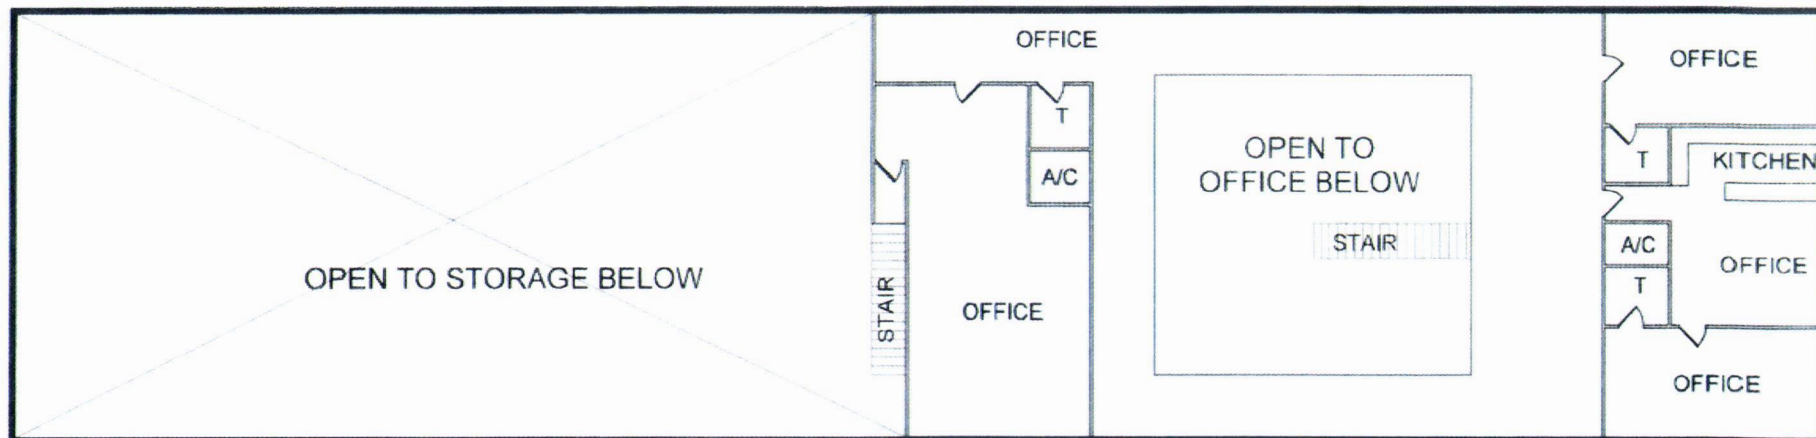 OFFICE
OFFICE
T
OPEN TO
OFFICE BELOW
T
KITCHEN
A/C
STAIR
A/C
OFFICE
OPEN TO STORAGE BELOW
STAIR
OFFICE
T
OFFICE